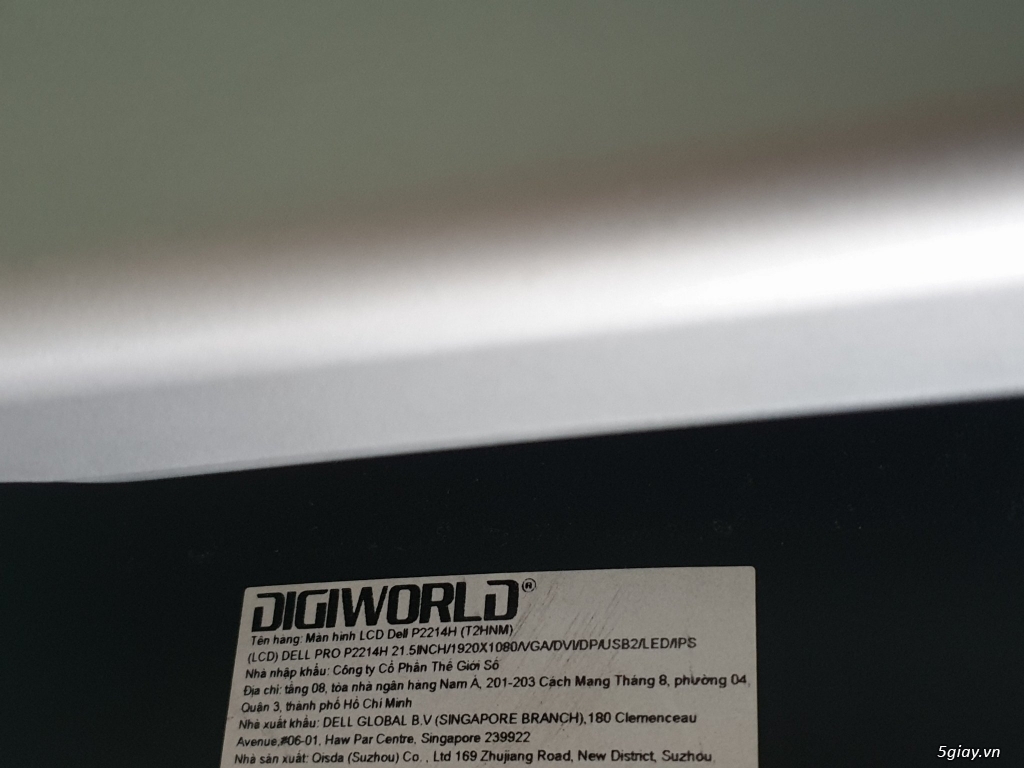 DIGIWORLD®
Tên hàng: Màn hình LCD Dell P2214H (T2HNM)
(LCD) DELL PRO P2214H 21.5INCH/1920X1080/VGA/DVI/DP/USB2/LED/IPS
Nhà nhập khẩu: Công ty Cổ Phần Thế Giới Số
Địa chỉ: tầng 08, tòa nhà ngân hàng Nam Á, 201-203 Cách Mạng Tháng 8, phường 04,
Quận 3, thành phố Hồ Chí Minh
Nhà xuất khẩu: DELL GLOBAL B.V (SINGAPORE BRANCH),180 Clemenceau
Avenue,#06-01, Haw Par Centre, Singapore 239922
Nhà sản xuất: Qisda (Suzhou) Co. , Ltd 169 Zhujiang Road, New District, Suzhou,
5giay.vn